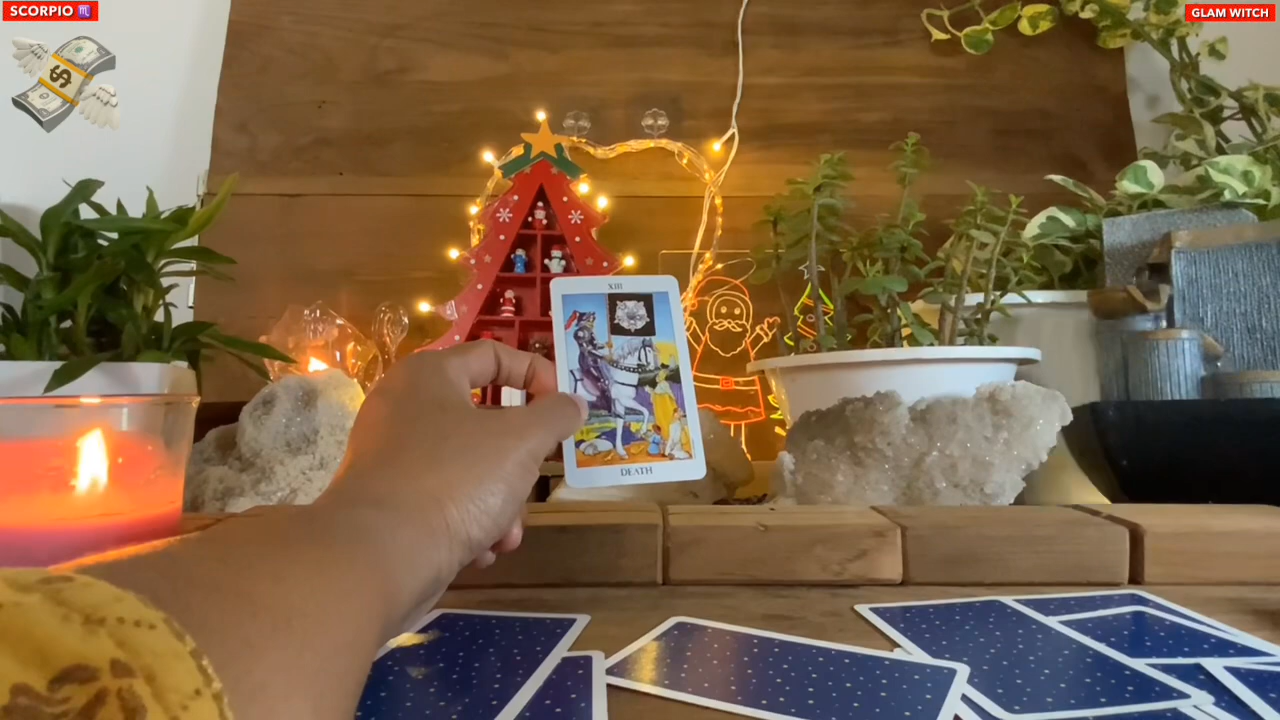 SCORPIO ♏
GLAM WITCH
$
XIII
DEATH